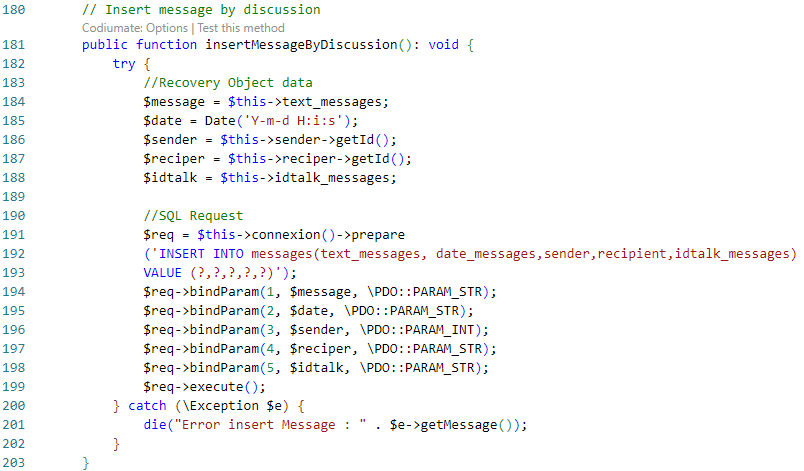 180 // Insert message by discussion
Codiumate: Options | Test this method
181 public function insertMessageByDiscussion(): void {
182 try {
183 //Recovery Object data
184 $message = $this->text_messages;
185 $date = Date('Y-m-d H:i:s');
186 $sender = $this->sender->getId();
187 $reciper = $this->reciper->getId();
188 $idtalk = $this->idtalk_messages;
189
190 //SQL Request
191 $req = $this->connexion()->prepare
192 ('INSERT INTO messages(text_messages, date_messages,sender,recipient,idtalk_messages)
193 VALUE (?,?,?,?,?)');
194 $req->bindParam(1, $message, \PDO::PARAM_STR);
195 $req->bindParam(2, $date, \PDO::PARAM_STR);
196 $req->bindParam(3, $sender, \PDO::PARAM_INT);
197 $req->bindParam(4, $reciper, \PDO::PARAM_STR);
198 $req->bindParam(5, $idtalk, \PDO::PARAM_STR);
199 $req->execute();
200 } catch (\Exception $e) {
201 die("Error insert Message : " . $e->getMessage());
202 }
203 }